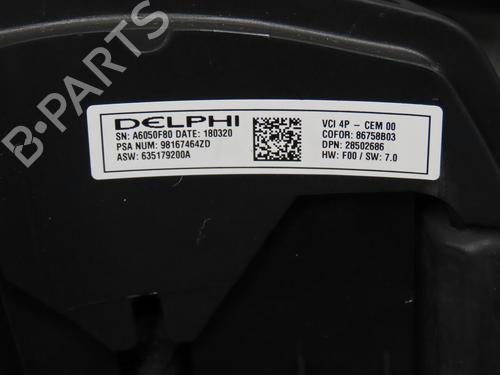 DELPHI
SN: A6050F80 DATE: 180320
PSA NUM: 98167464ZD
ASW: 635179200A
VCI 4P - CEM 00
COFOR: 86758B03
DPN: 28502686
HW: F00 / SW: 7.0
B-PARTS